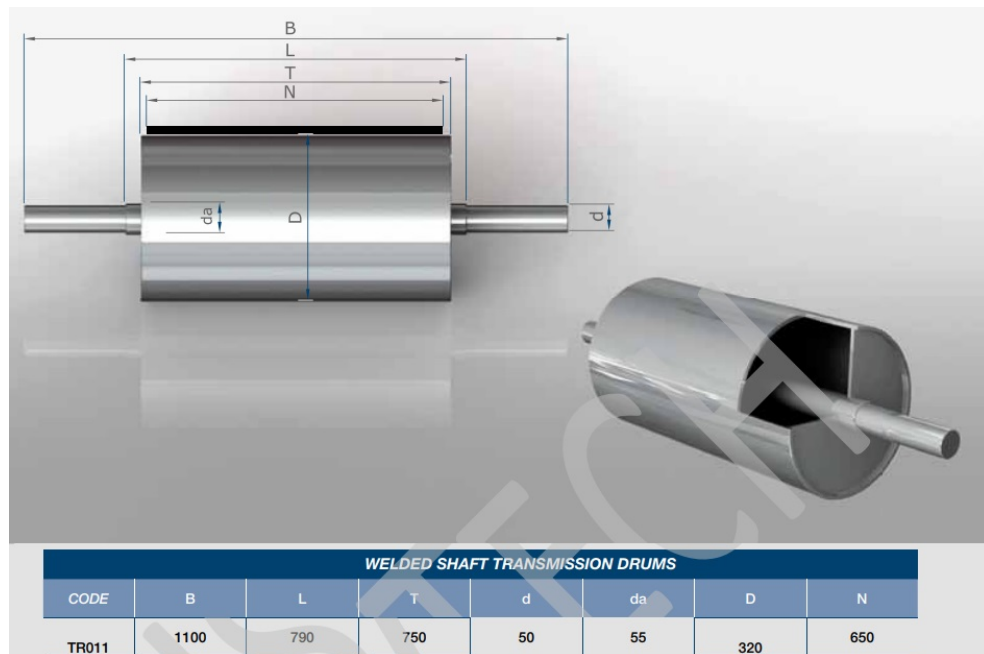 B
L
T
N
da
D
d
WELDED SHAFT TRANSMISSION DRUMS
CODE B L T d da D N
TR011 1100 790 750 50 55 320 650